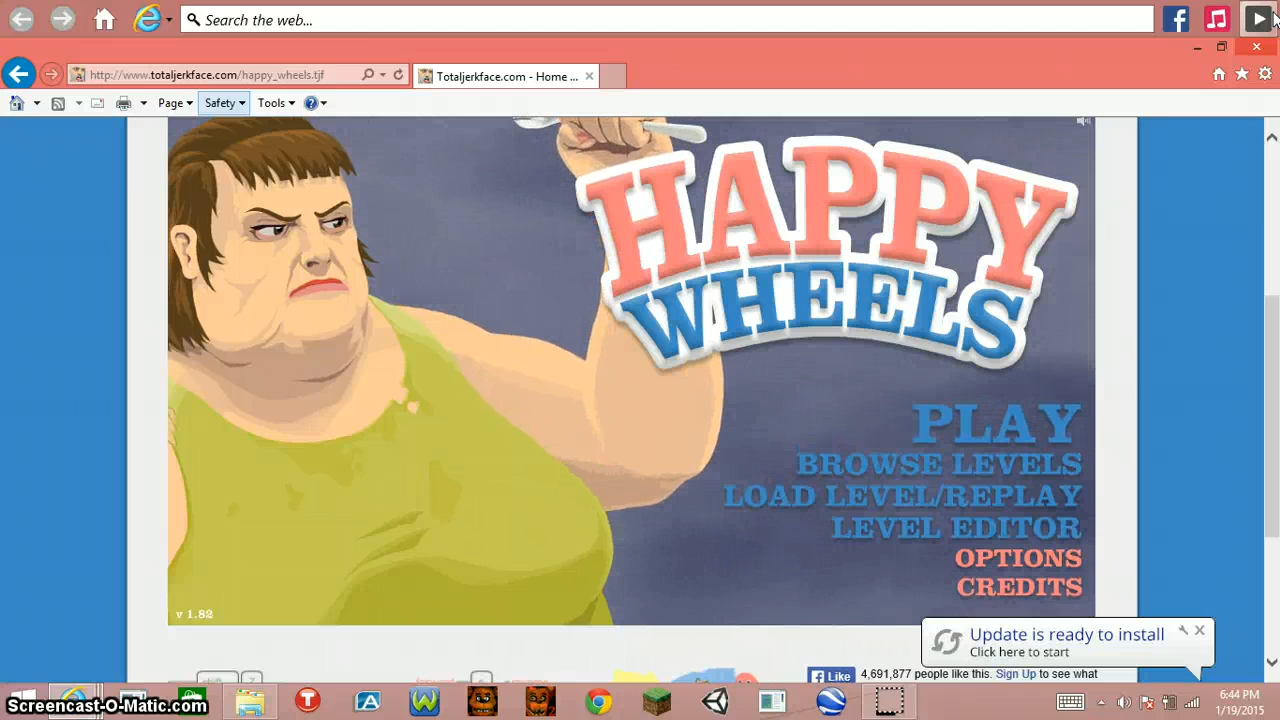 Search the web...
http://www.totaljerkface.com/happy_wheels.tjf
Totaljerkface.com - Home ...
Page
Safety
Tools
HAPPY
WHEELS
PLAY
BROWSE LEVELS
LOAD LEVEL/REPLAY
LEVEL EDITOR
OPTIONS
CREDITS
v 1.82
Update is ready to install
Click here to start
Like
4,691,877 people like this. Sign Up to see what
6:44 PM
1/19/2015
Screencast-O-Matic.com